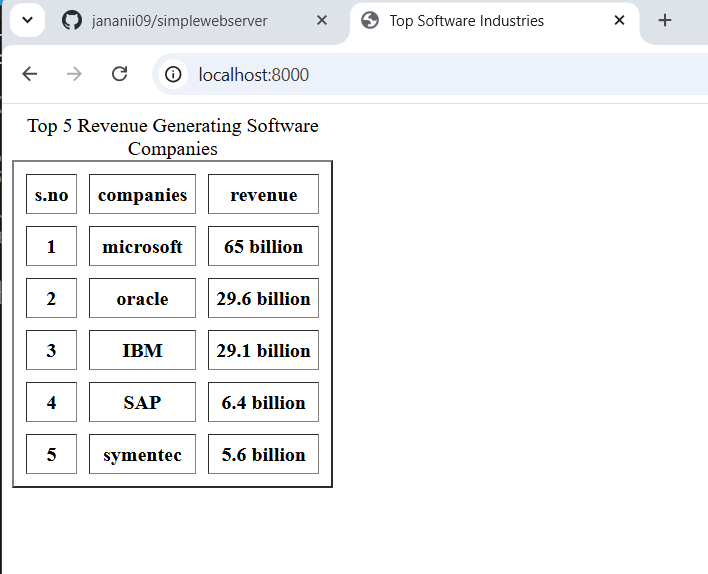 jananii09/simplewebserver
Top Software Industries
localhost:8000
Top 5 Revenue Generating Software
Companies
s.no companies revenue
1 microsoft 65 billion
2 oracle 29.6 billion
3 IBM 29.1 billion
4 SAP 6.4 billion
5 symentec 5.6 billion